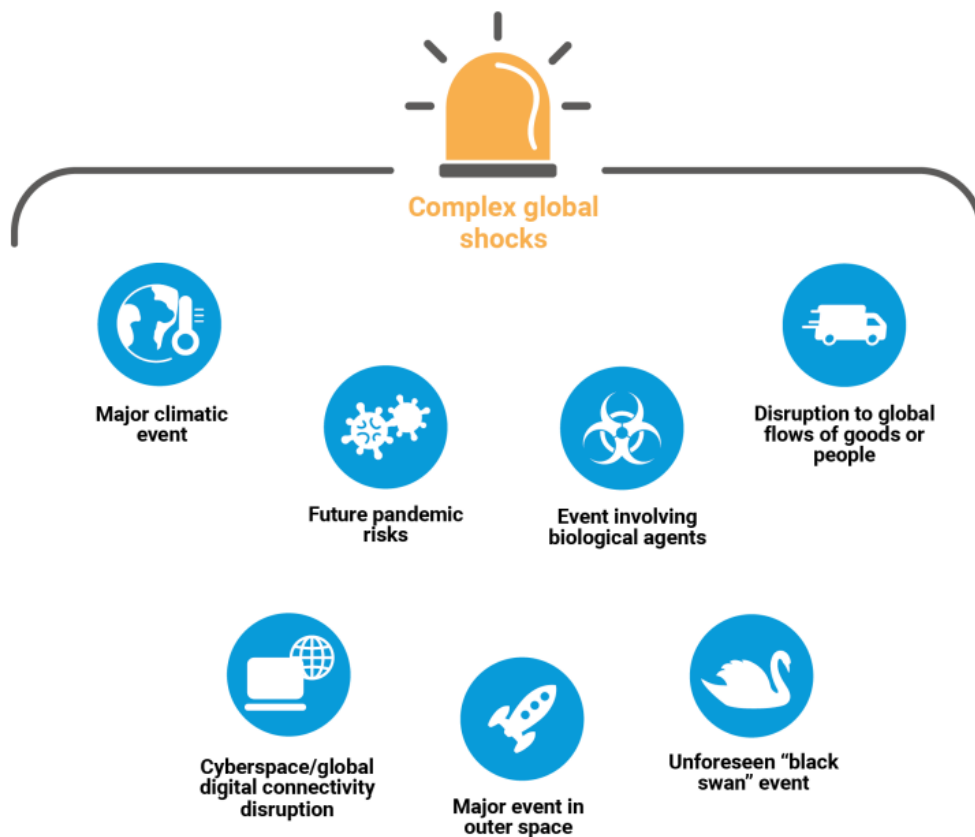 Complex global
shocks
Major climatic
event
Future pandemic
risks
Event involving
biological agents
Disruption to global
flows of goods or
people
Cyberspace/global
digital connectivity
disruption
Major event in
outer space
Unforeseen “black
swan” event